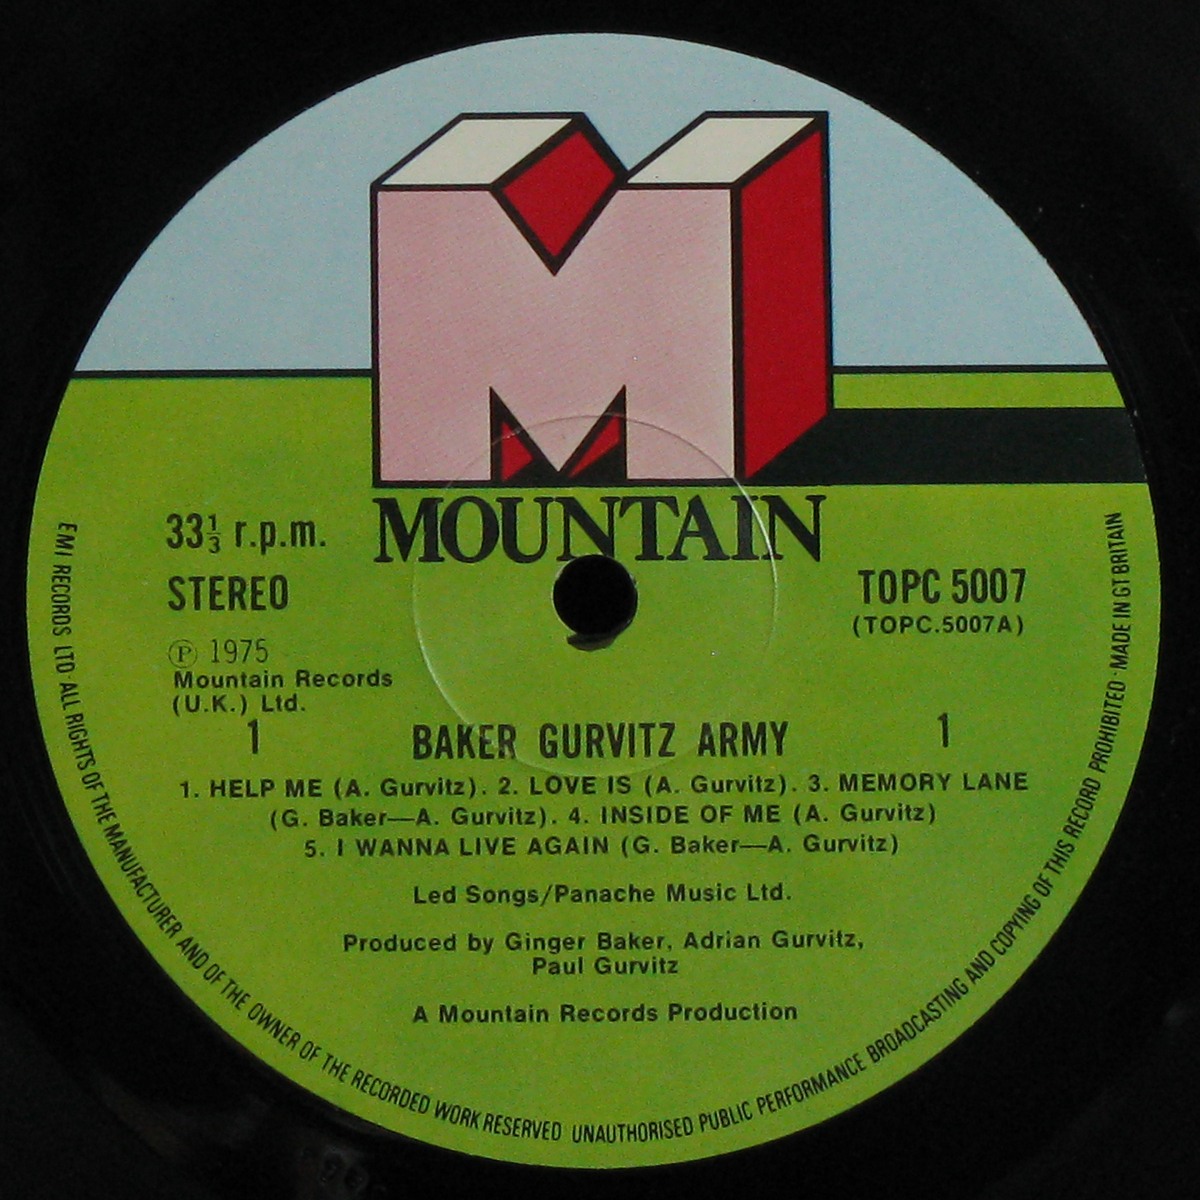 M
MOUNTAIN
33⅓ r.p.m.
STEREO
Ⓟ 1975
Mountain Records
(U.K.) Ltd.
TOPC 5007
(TOPC.5007A)
1 BAKER GURVITZ ARMY 1
1. HELP ME (A. Gurvitz). 2. LOVE IS (A. Gurvitz). 3. MEMORY LANE
(G. Baker—A. Gurvitz). 4. INSIDE OF ME (A. Gurvitz)
5. I WANNA LIVE AGAIN (G. Baker—A. Gurvitz)
Led Songs/Panache Music Ltd.
Produced by Ginger Baker, Adrian Gurvitz,
Paul Gurvitz
A Mountain Records Production
EMI RECORDS LTD · ALL RIGHTS OF THE MANUFACTURER AND OF THE OWNER OF THE RECORDED WORK RESERVED UNAUTHORISED PUBLIC PERFORMANCE BROADCASTING AND COPYING OF THIS RECORD PROHIBITED · MADE IN GT BRITAIN